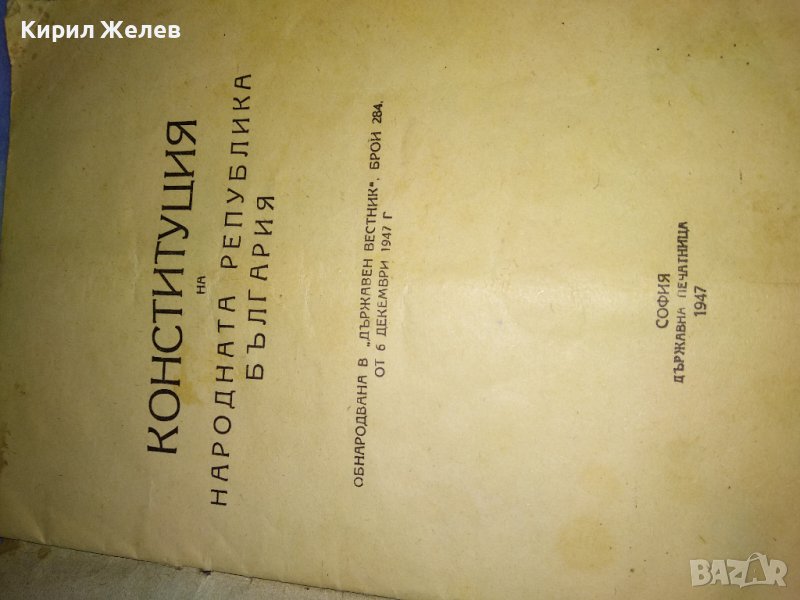 Кирил Желев
КОНСТИТУЦИЯ
НА
НАРОДНАТА РЕПУБЛИКА
БЪЛГАРИЯ
ОБНАРОДВАНА В „ДЪРЖАВЕН ВЕСТНИК“. БРОЙ 284.
ОТ 6 ДЕКЕМВРИ 1947 Г
СОФИЯ
ДЪРЖАВНА ПЕЧАТНИЦА
1947
BAZAR